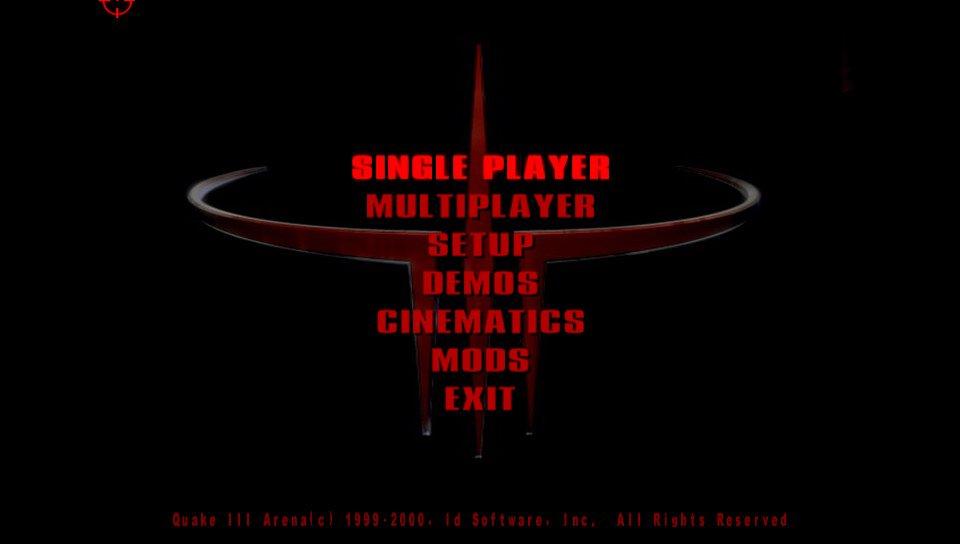 SINGLE PLAYER
MULTIPLAYER
SETUP
DEMOS
CINEMATICS
MODS
EXIT
Quake III Arena(c) 1999-2000, Id Software, Inc. All Rights Reserved